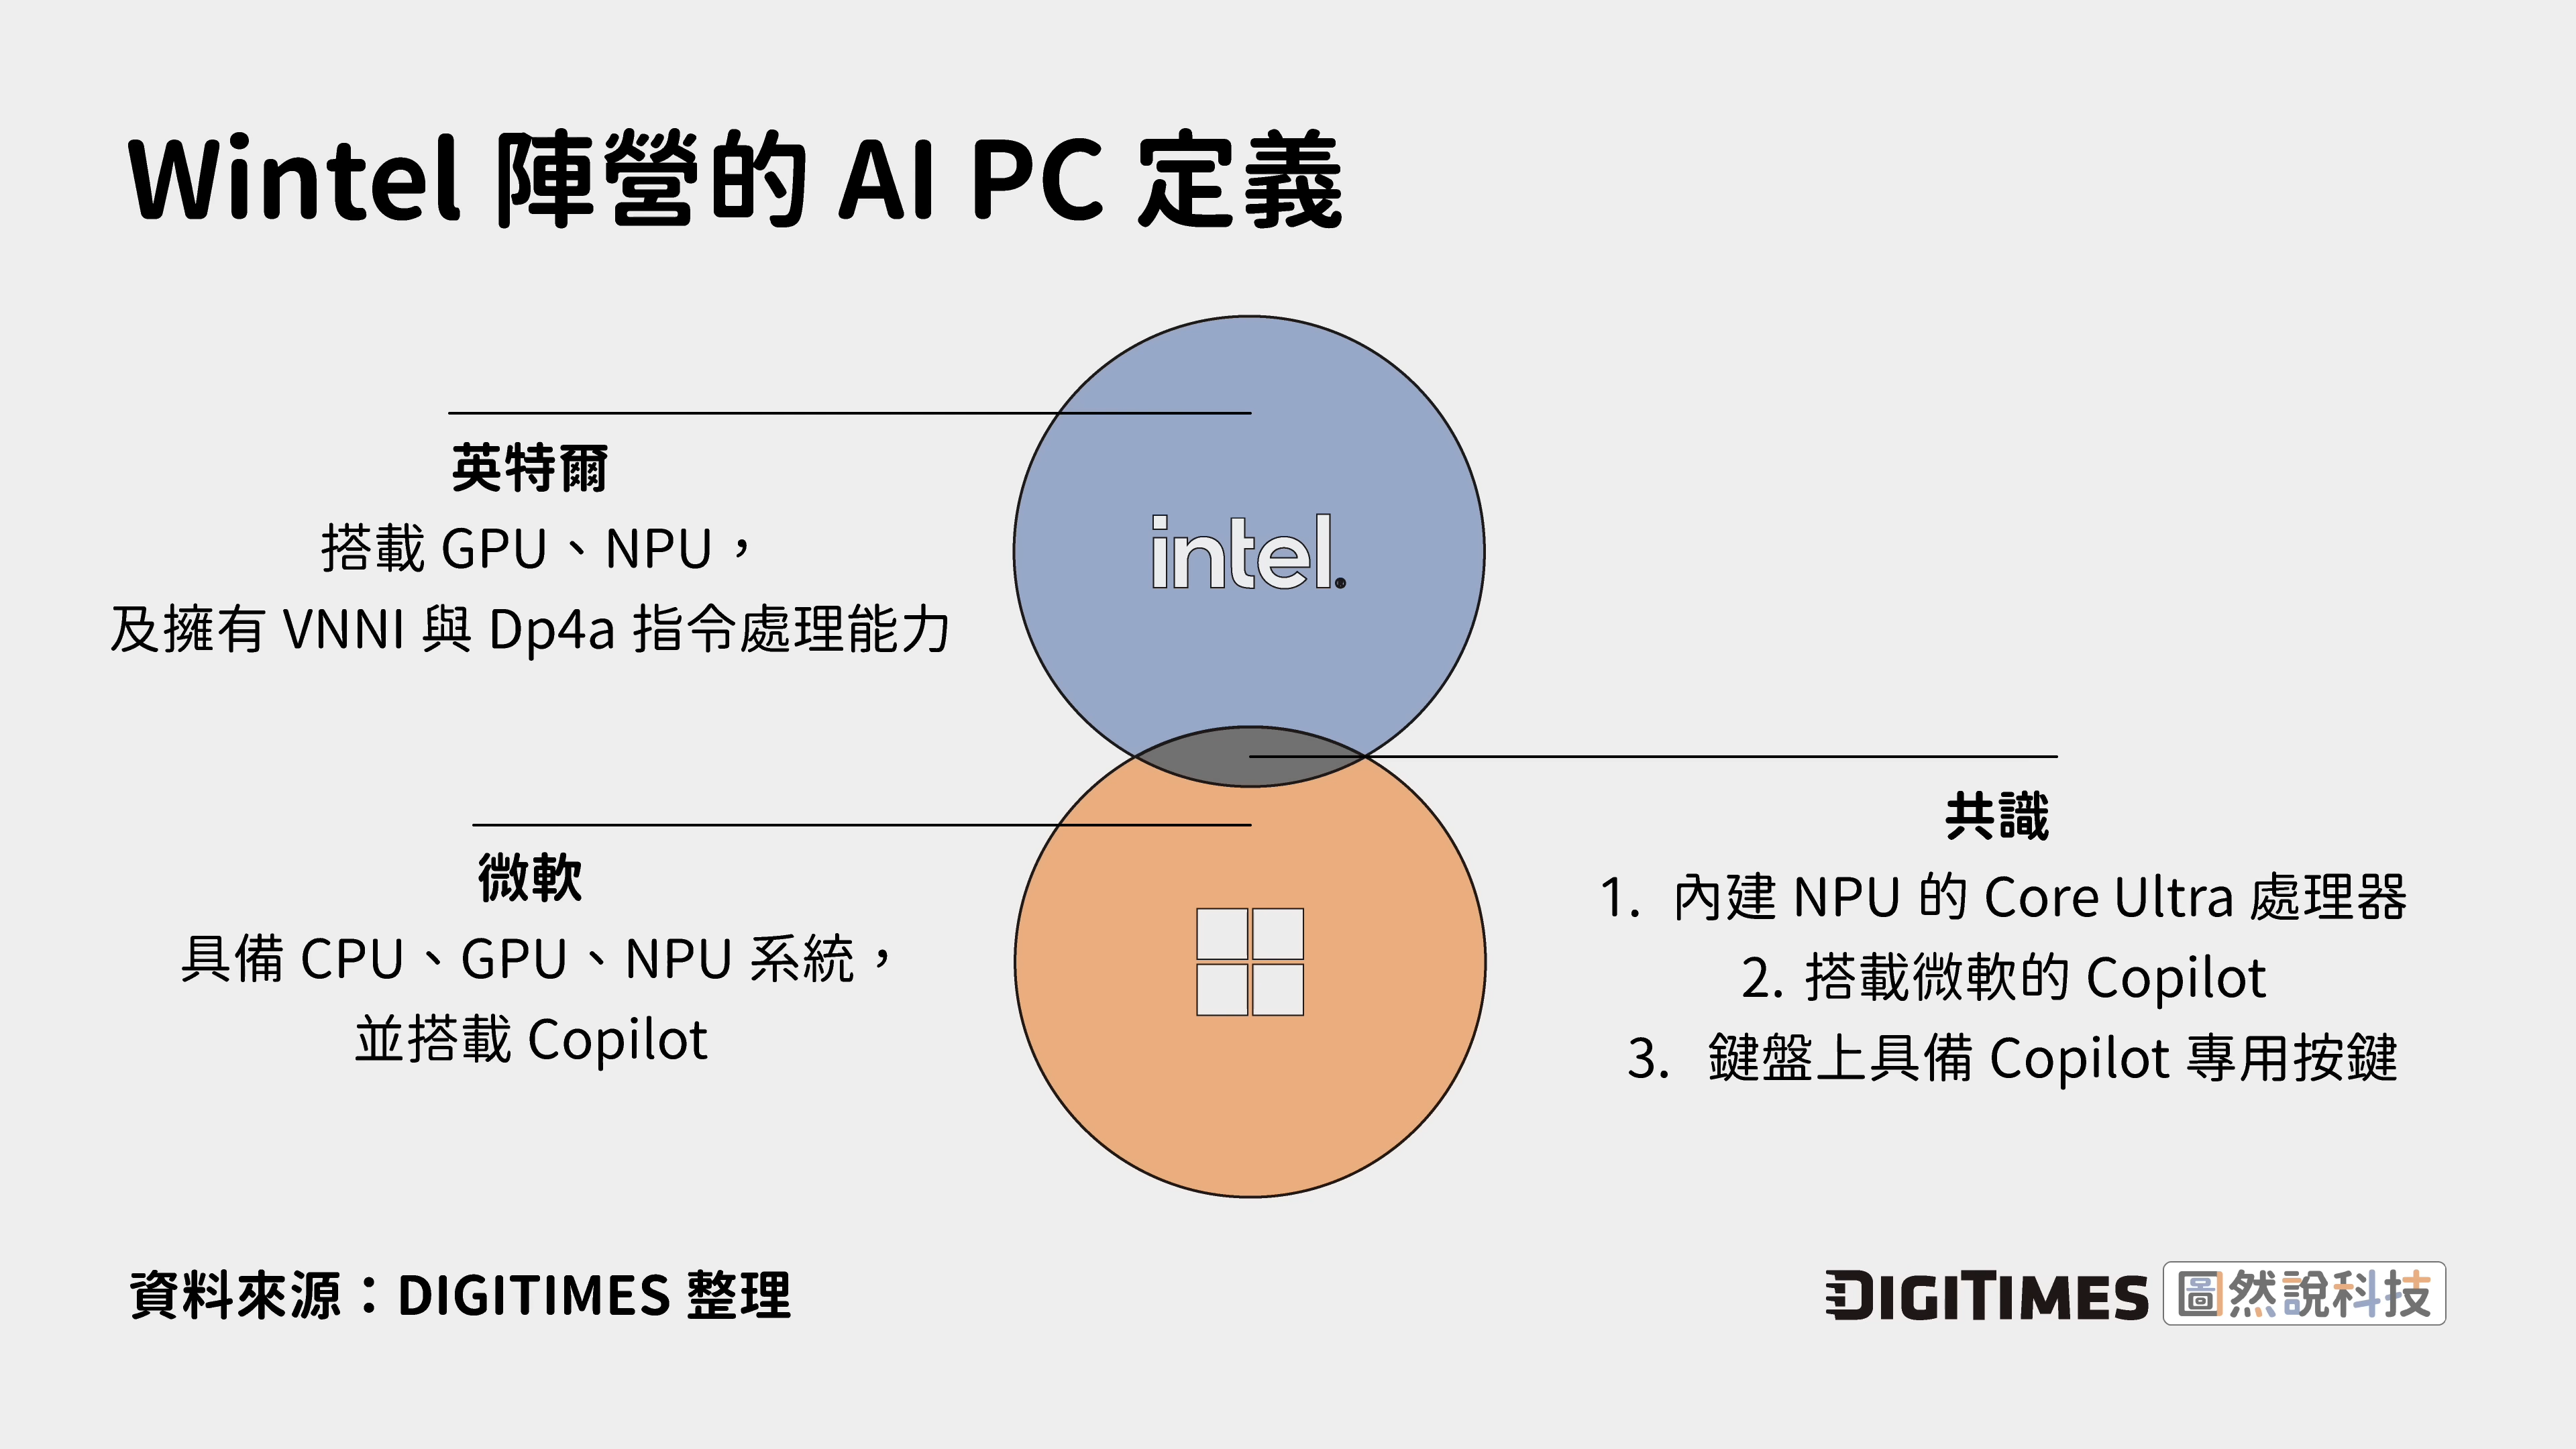 Wintel 陣營的 AI PC 定義
intel
英特爾
搭載 GPU、NPU，
及擁有 VNNI 與 Dp4a 指令處理能力
微軟
具備 CPU、GPU、NPU 系統，
並搭載 Copilot
共識
1. 內建 NPU 的 Core Ultra 處理器
2. 搭載微軟的 Copilot
3. 鍵盤上具備 Copilot 專用按鍵
資料來源：DIGITIMES 整理
DIGITIMES 圖然說科技